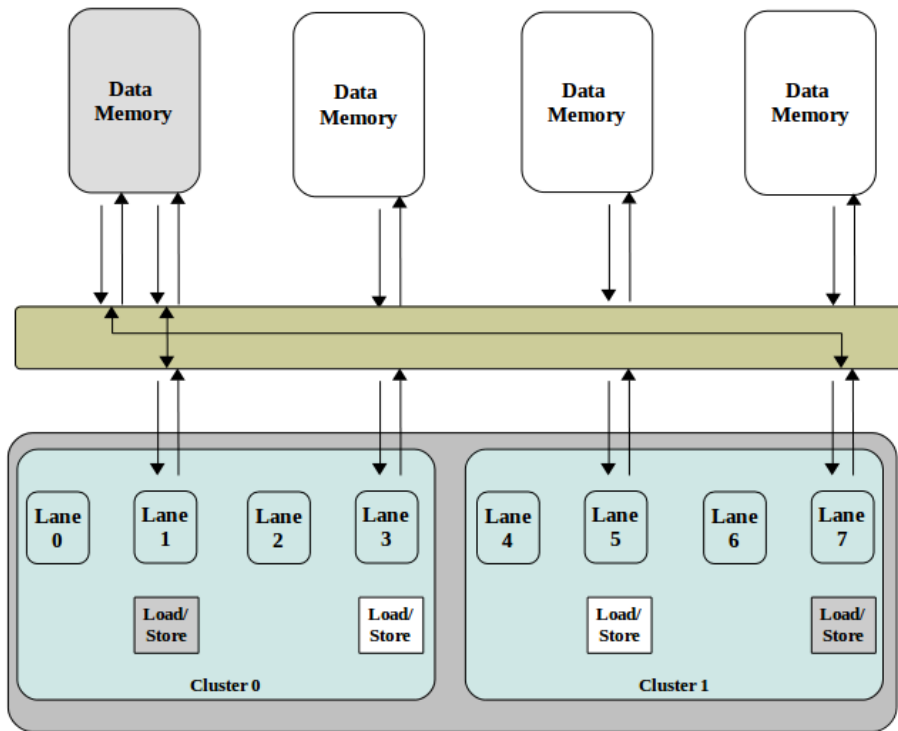 Data
Memory
Data
Memory
Data
Memory
Data
Memory
Lane
0
Lane
1
Lane
2
Lane
3
Lane
4
Lane
5
Lane
6
Lane
7
Load/
Store
Load/
Store
Load/
Store
Load/
Store
Cluster 0
Cluster 1